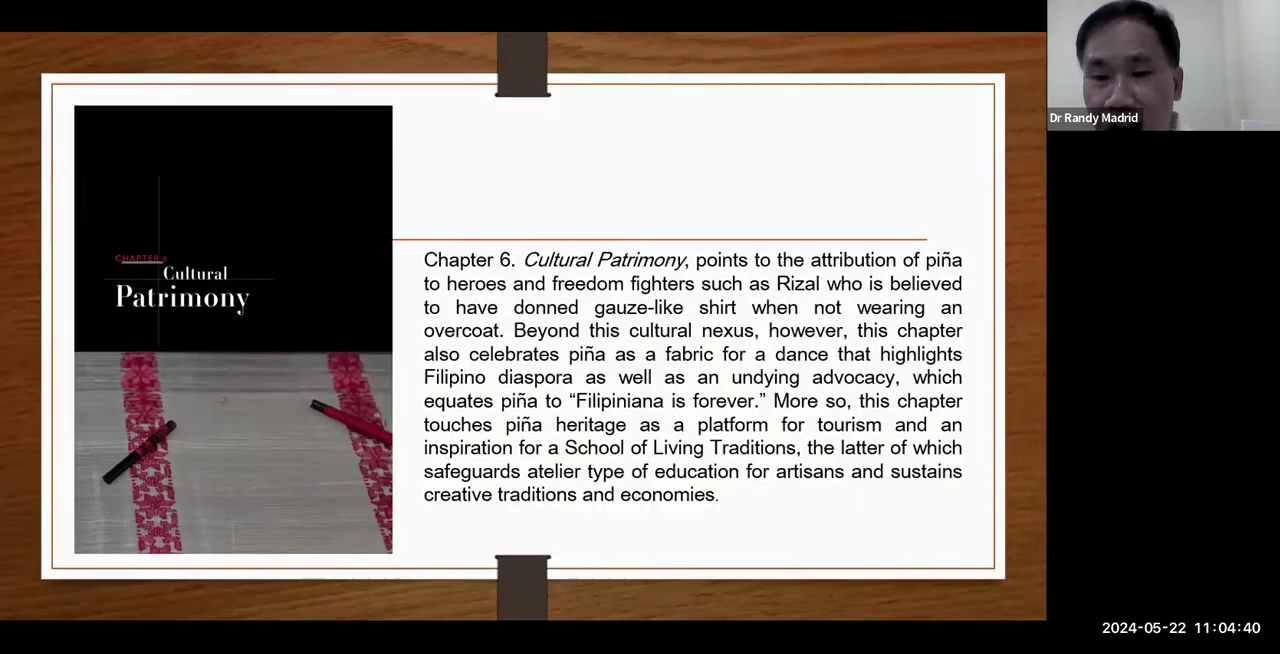 CHAPTER 6
Cultural
Patrimony
Chapter 6. Cultural Patrimony, points to the attribution of piña
to heroes and freedom fighters such as Rizal who is believed
to have donned gauze-like shirt when not wearing an
overcoat. Beyond this cultural nexus, however, this chapter
also celebrates piña as a fabric for a dance that highlights
Filipino diaspora as well as an undying advocacy, which
equates piña to “Filipiniana is forever.” More so, this chapter
touches piña heritage as a platform for tourism and an
inspiration for a School of Living Traditions, the latter of which
safeguards atelier type of education for artisans and sustains
creative traditions and economies.
Dr Randy Madrid
2024-05-22 11:04:40